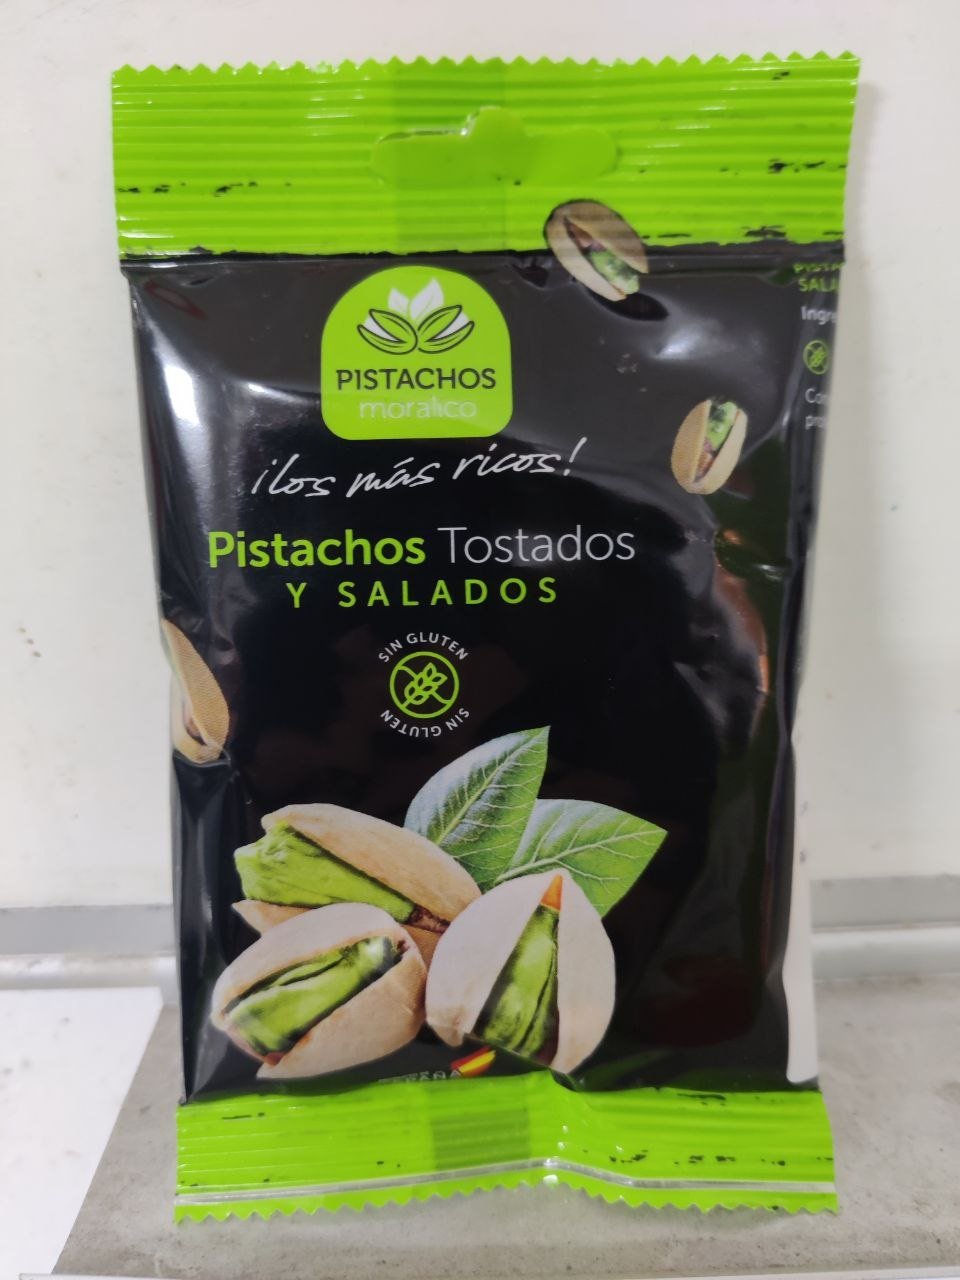 PISTACHOS
moralico
¡los más ricos!
Pistachos Tostados
Y SALADOS
SIN GLUTEN
SIN GLUTEN